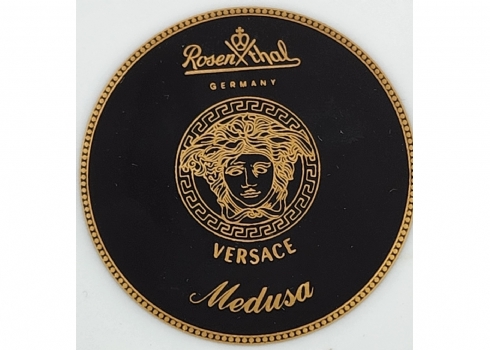 Rosenthal
GERMANY
VERSACE
Medusa